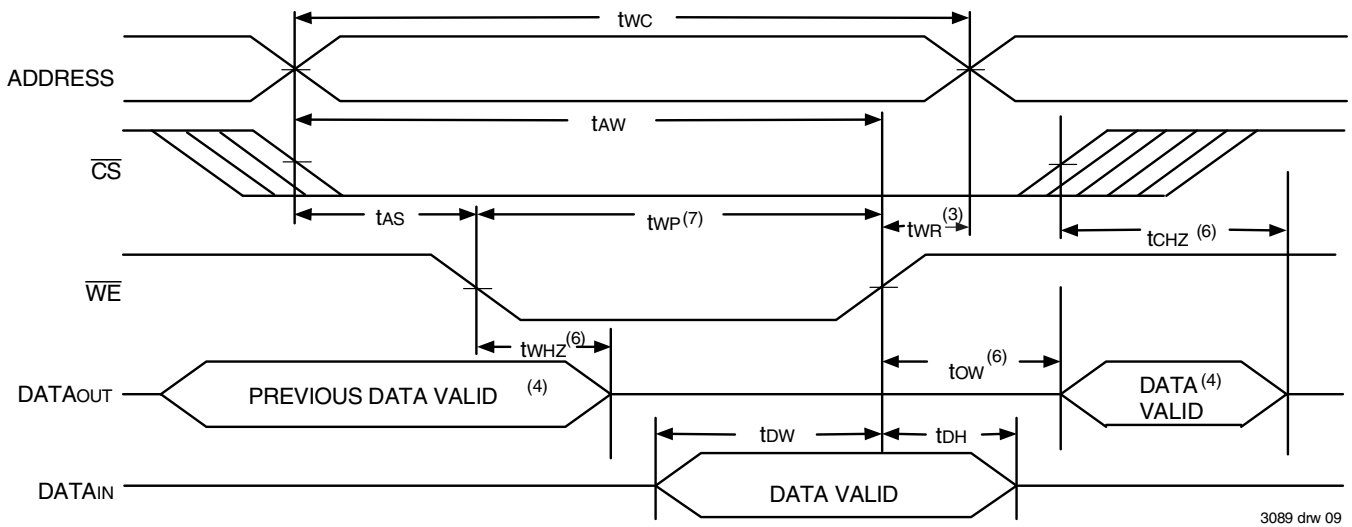 tWC
ADDRESS
tAW
CS
tAS
tWP (7)
tWR (3)
tCHZ (6)
WE
tWHZ (6)
tOW (6)
DATAOUT
PREVIOUS DATA VALID (4)
DATA (4)
VALID
tDW
tDH
DATAIN
DATA VALID
3089 drw 09